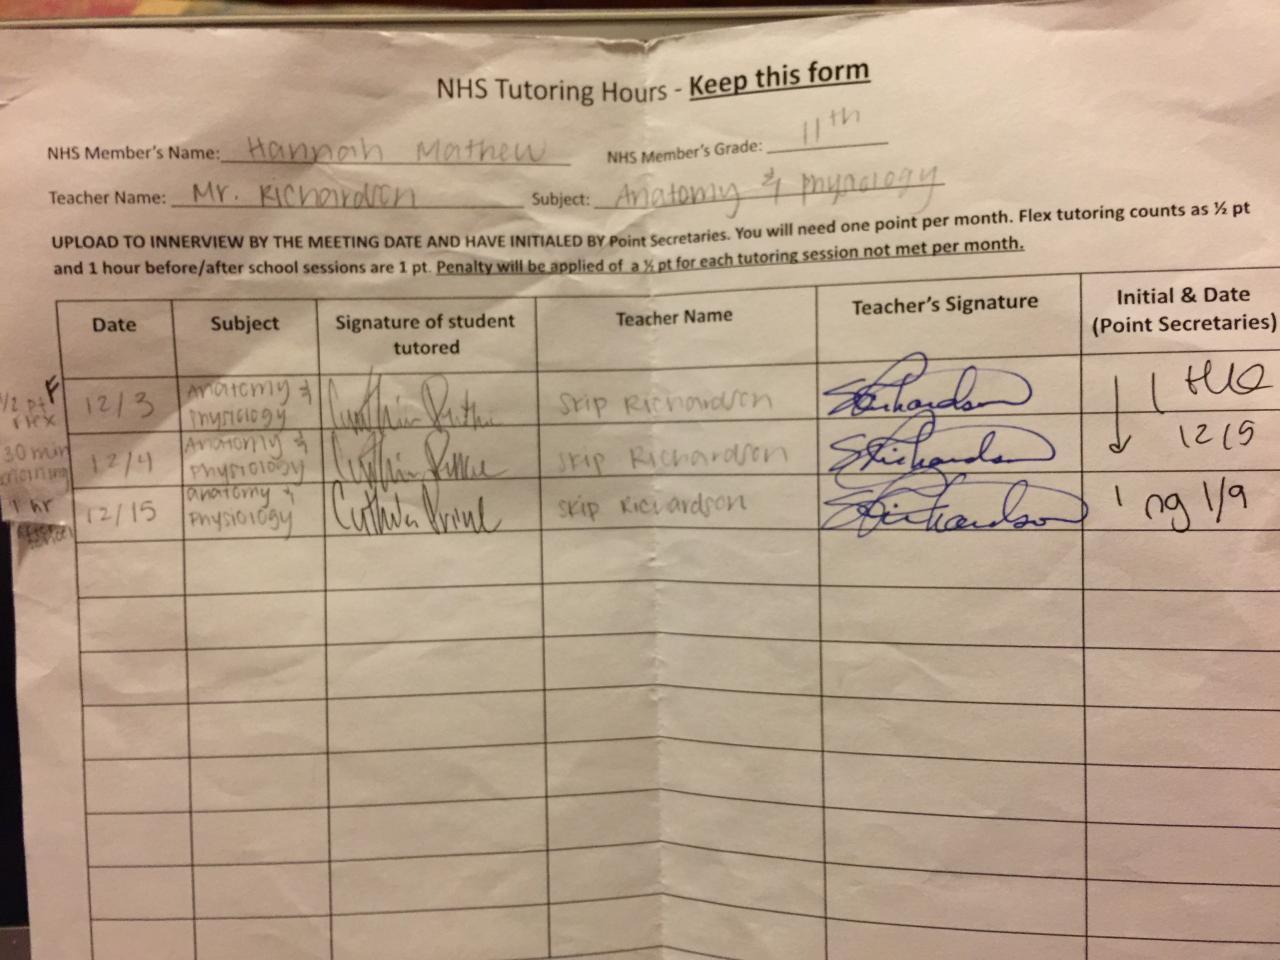 NHS Tutoring Hours - Keep this form
NHS Member's Name: Hannah Mathew NHS Member's Grade: 11th
Teacher Name: Mr. Richardson Subject: Anatomy & Physiology
UPLOAD TO INNERVIEW BY THE MEETING DATE AND HAVE INITIALED BY Point Secretaries. You will need one point per month. Flex tutoring counts as ½ pt
and 1 hour before/after school sessions are 1 pt. Penalty will be applied of a ½ pt for each tutoring session not met per month.
Date Subject Signature of student tutored Teacher Name Teacher's Signature Initial & Date (Point Secretaries)
1/2 pt Flex 12/3 Anatomy & Physiology Skip Richardson SRichardson 1
30 min morning 12/4 Anatomy & Physiology Skip Richardson SRichardson 12/5
1 hr 12/15 anatomy & Physiology Skip Richardson SRichardson 1 ng 1/9